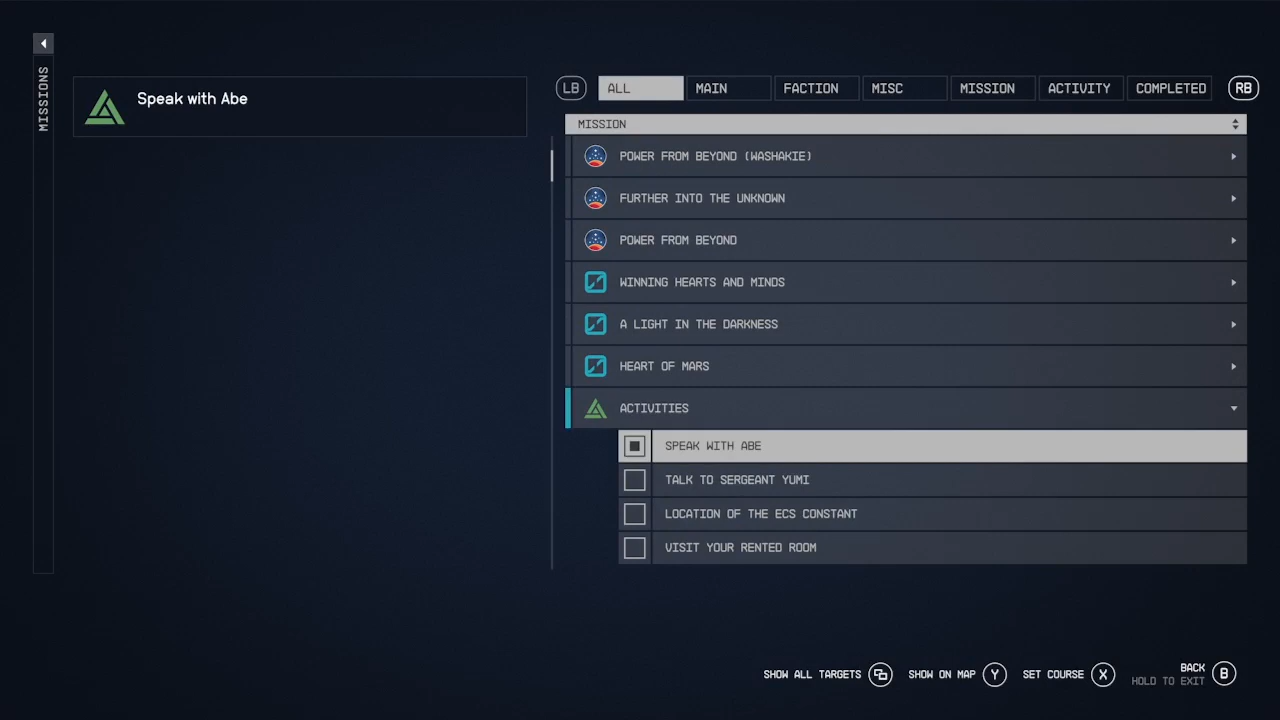 MISSIONS
Speak with Abe
LB
ALL
MAIN
FACTION
MISC
MISSION
ACTIVITY
COMPLETED
RB
MISSION
POWER FROM BEYOND (WASHAKIE)
FURTHER INTO THE UNKNOWN
POWER FROM BEYOND
WINNING HEARTS AND MINDS
A LIGHT IN THE DARKNESS
HEART OF MARS
ACTIVITIES
SPEAK WITH ABE
TALK TO SERGEANT YUMI
LOCATION OF THE ECS CONSTANT
VISIT YOUR RENTED ROOM
SHOW ALL TARGETS
SHOW ON MAP Y
SET COURSE X
BACK B
HOLD TO EXIT